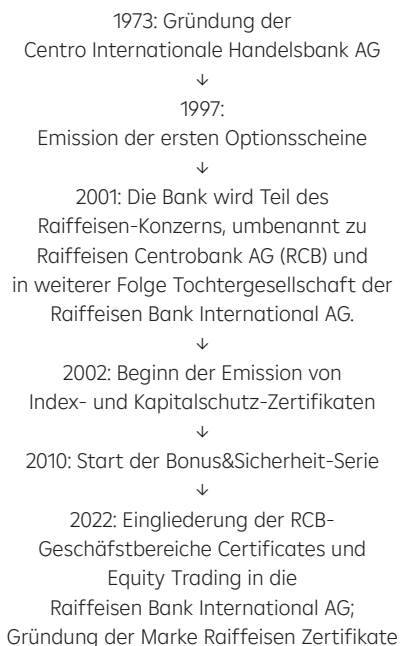 1973: Gründung der
Centro Internationale Handelsbank AG
↓
1997:
Emission der ersten Optionsscheine
↓
2001: Die Bank wird Teil des
Raiffeisen-Konzerns, umbenannt zu
Raiffeisen Centrobank AG (RCB) und
in weiterer Folge Tochtergesellschaft der
Raiffeisen Bank International AG.
↓
2002: Beginn der Emission von
Index- und Kapitalschutz-Zertifikaten
↓
2010: Start der Bonus&Sicherheit-Serie
↓
2022: Eingliederung der RCB-
Geschäfstbereiche Certificates und
Equity Trading in die
Raiffeisen Bank International AG;
Gründung der Marke Raiffeisen Zertifikate